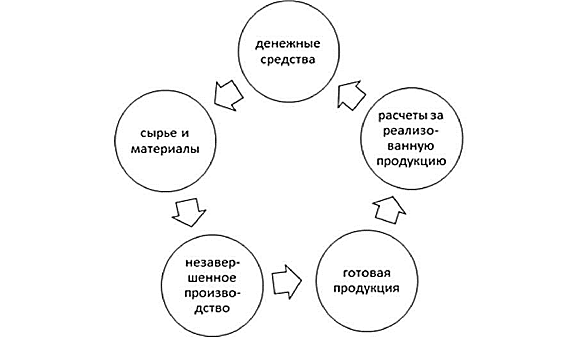 денежные
средства
сырье и
материалы
незавер-
шенное
произво-
дство
готовая
продукция
расчеты за
реализо-
ванную
продукцию